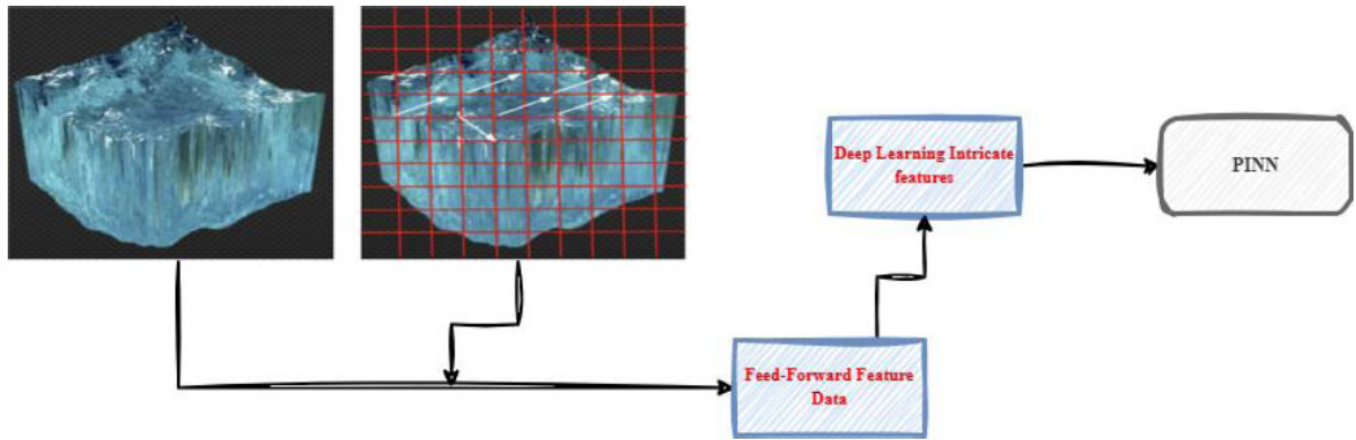 Deep Learning Intricate
features
PINN
Feed-Forward Feature
Data